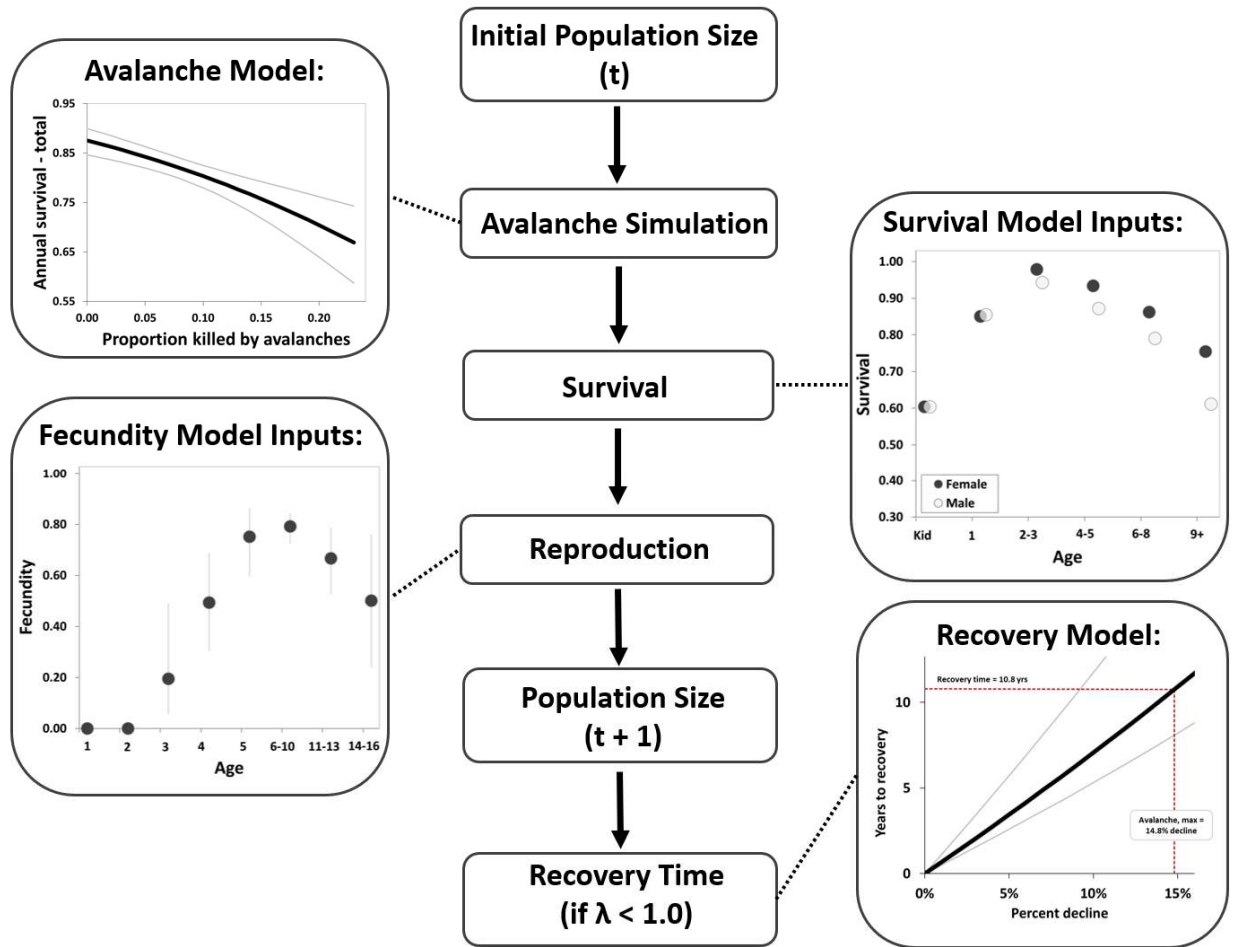 Initial Population Size
(t)
Avalanche Model:
Annual survival - total
0.95
0.85
0.75
0.65
0.55
0.00 0.05 0.10 0.15 0.20
Proportion killed by avalanches
Avalanche Simulation
Survival Model Inputs:
Survival
1.00
0.90
0.80
0.70
0.60
0.50
0.40
0.30
Female
Male
Kid 1 2-3 4-5 6-8 9+
Age
Survival
Fecundity Model Inputs:
Fecundity
1.00
0.80
0.60
0.40
0.20
0.00
1 2 3 4 5 6-10 11-13 14-16
Age
Reproduction
Population Size
(t + 1)
Recovery Model:
Years to recovery
Recovery time = 10.8 yrs
10
5
0
Avalanche, max =
14.8% decline
0% 5% 10% 15%
Percent decline
Recovery Time
(if λ < 1.0)